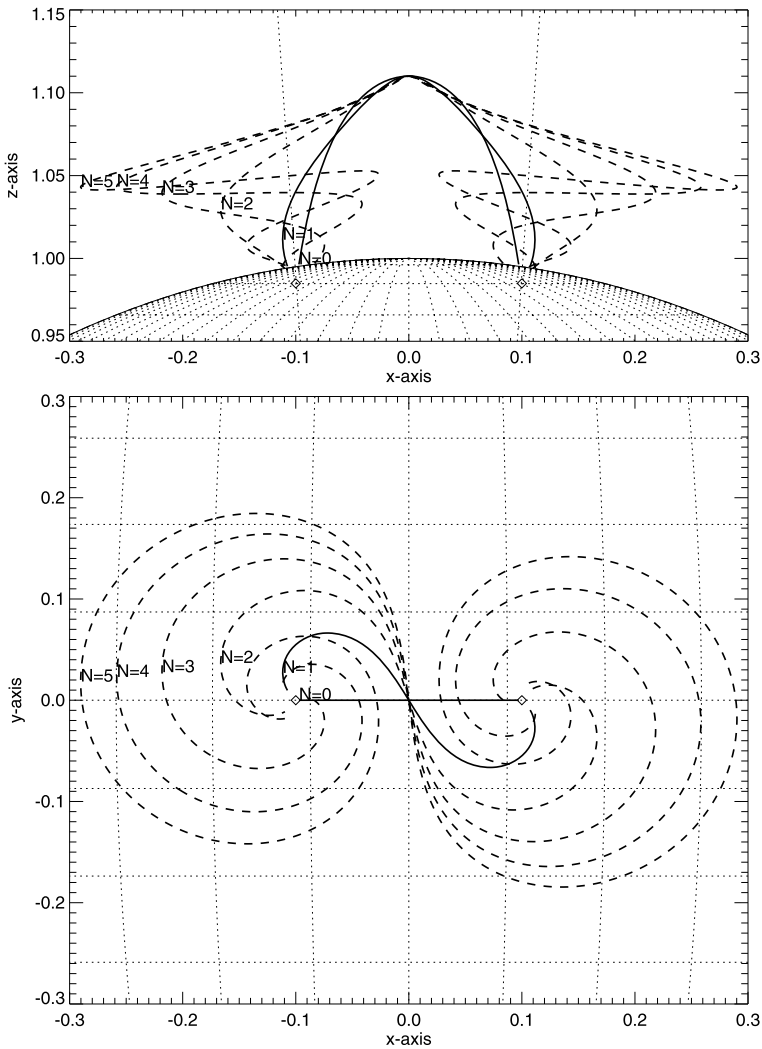 1.15
1.10
1.05
1.00
0.95
z-axis
N=5 N=4 N=3
N=2
N=1
N=0
-0.3 -0.2 -0.1 0.0 0.1 0.2 0.3
x-axis
0.3
0.2
0.1
0.0
-0.1
-0.2
-0.3
y-axis
N=5 N=4 N=3 N=2 N=1
N=0
-0.3 -0.2 -0.1 0.0 0.1 0.2 0.3
x-axis